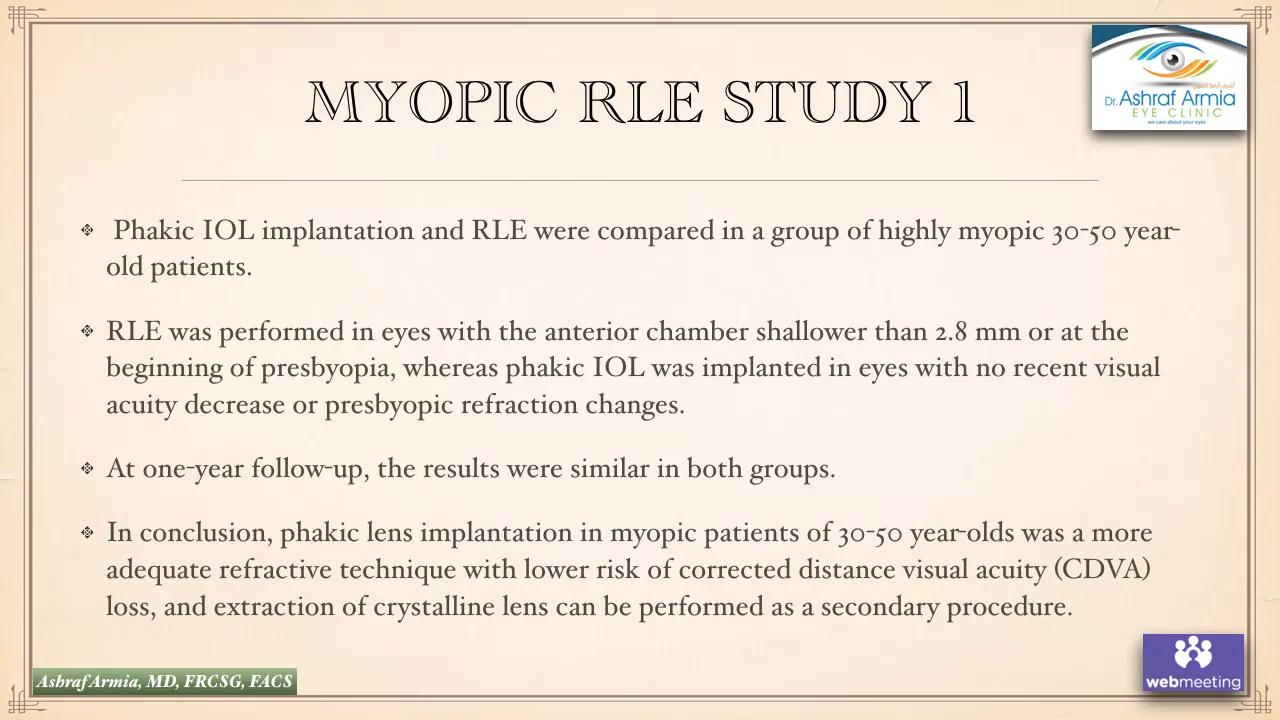 MYOPIC RLE STUDY 1
Dr. Ashraf Armia
EYE CLINIC
we care about your eyes
Phakic IOL implantation and RLE were compared in a group of highly myopic 30-50 year-
old patients.
RLE was performed in eyes with the anterior chamber shallower than 2.8 mm or at the
beginning of presbyopia, whereas phakic IOL was implanted in eyes with no recent visual
acuity decrease or presbyopic refraction changes.
At one-year follow-up, the results were similar in both groups.
In conclusion, phakic lens implantation in myopic patients of 30-50 year-olds was a more
adequate refractive technique with lower risk of corrected distance visual acuity (CDVA)
loss, and extraction of crystalline lens can be performed as a secondary procedure.
Ashraf Armia, MD, FRCSG, FACS
webmeeting